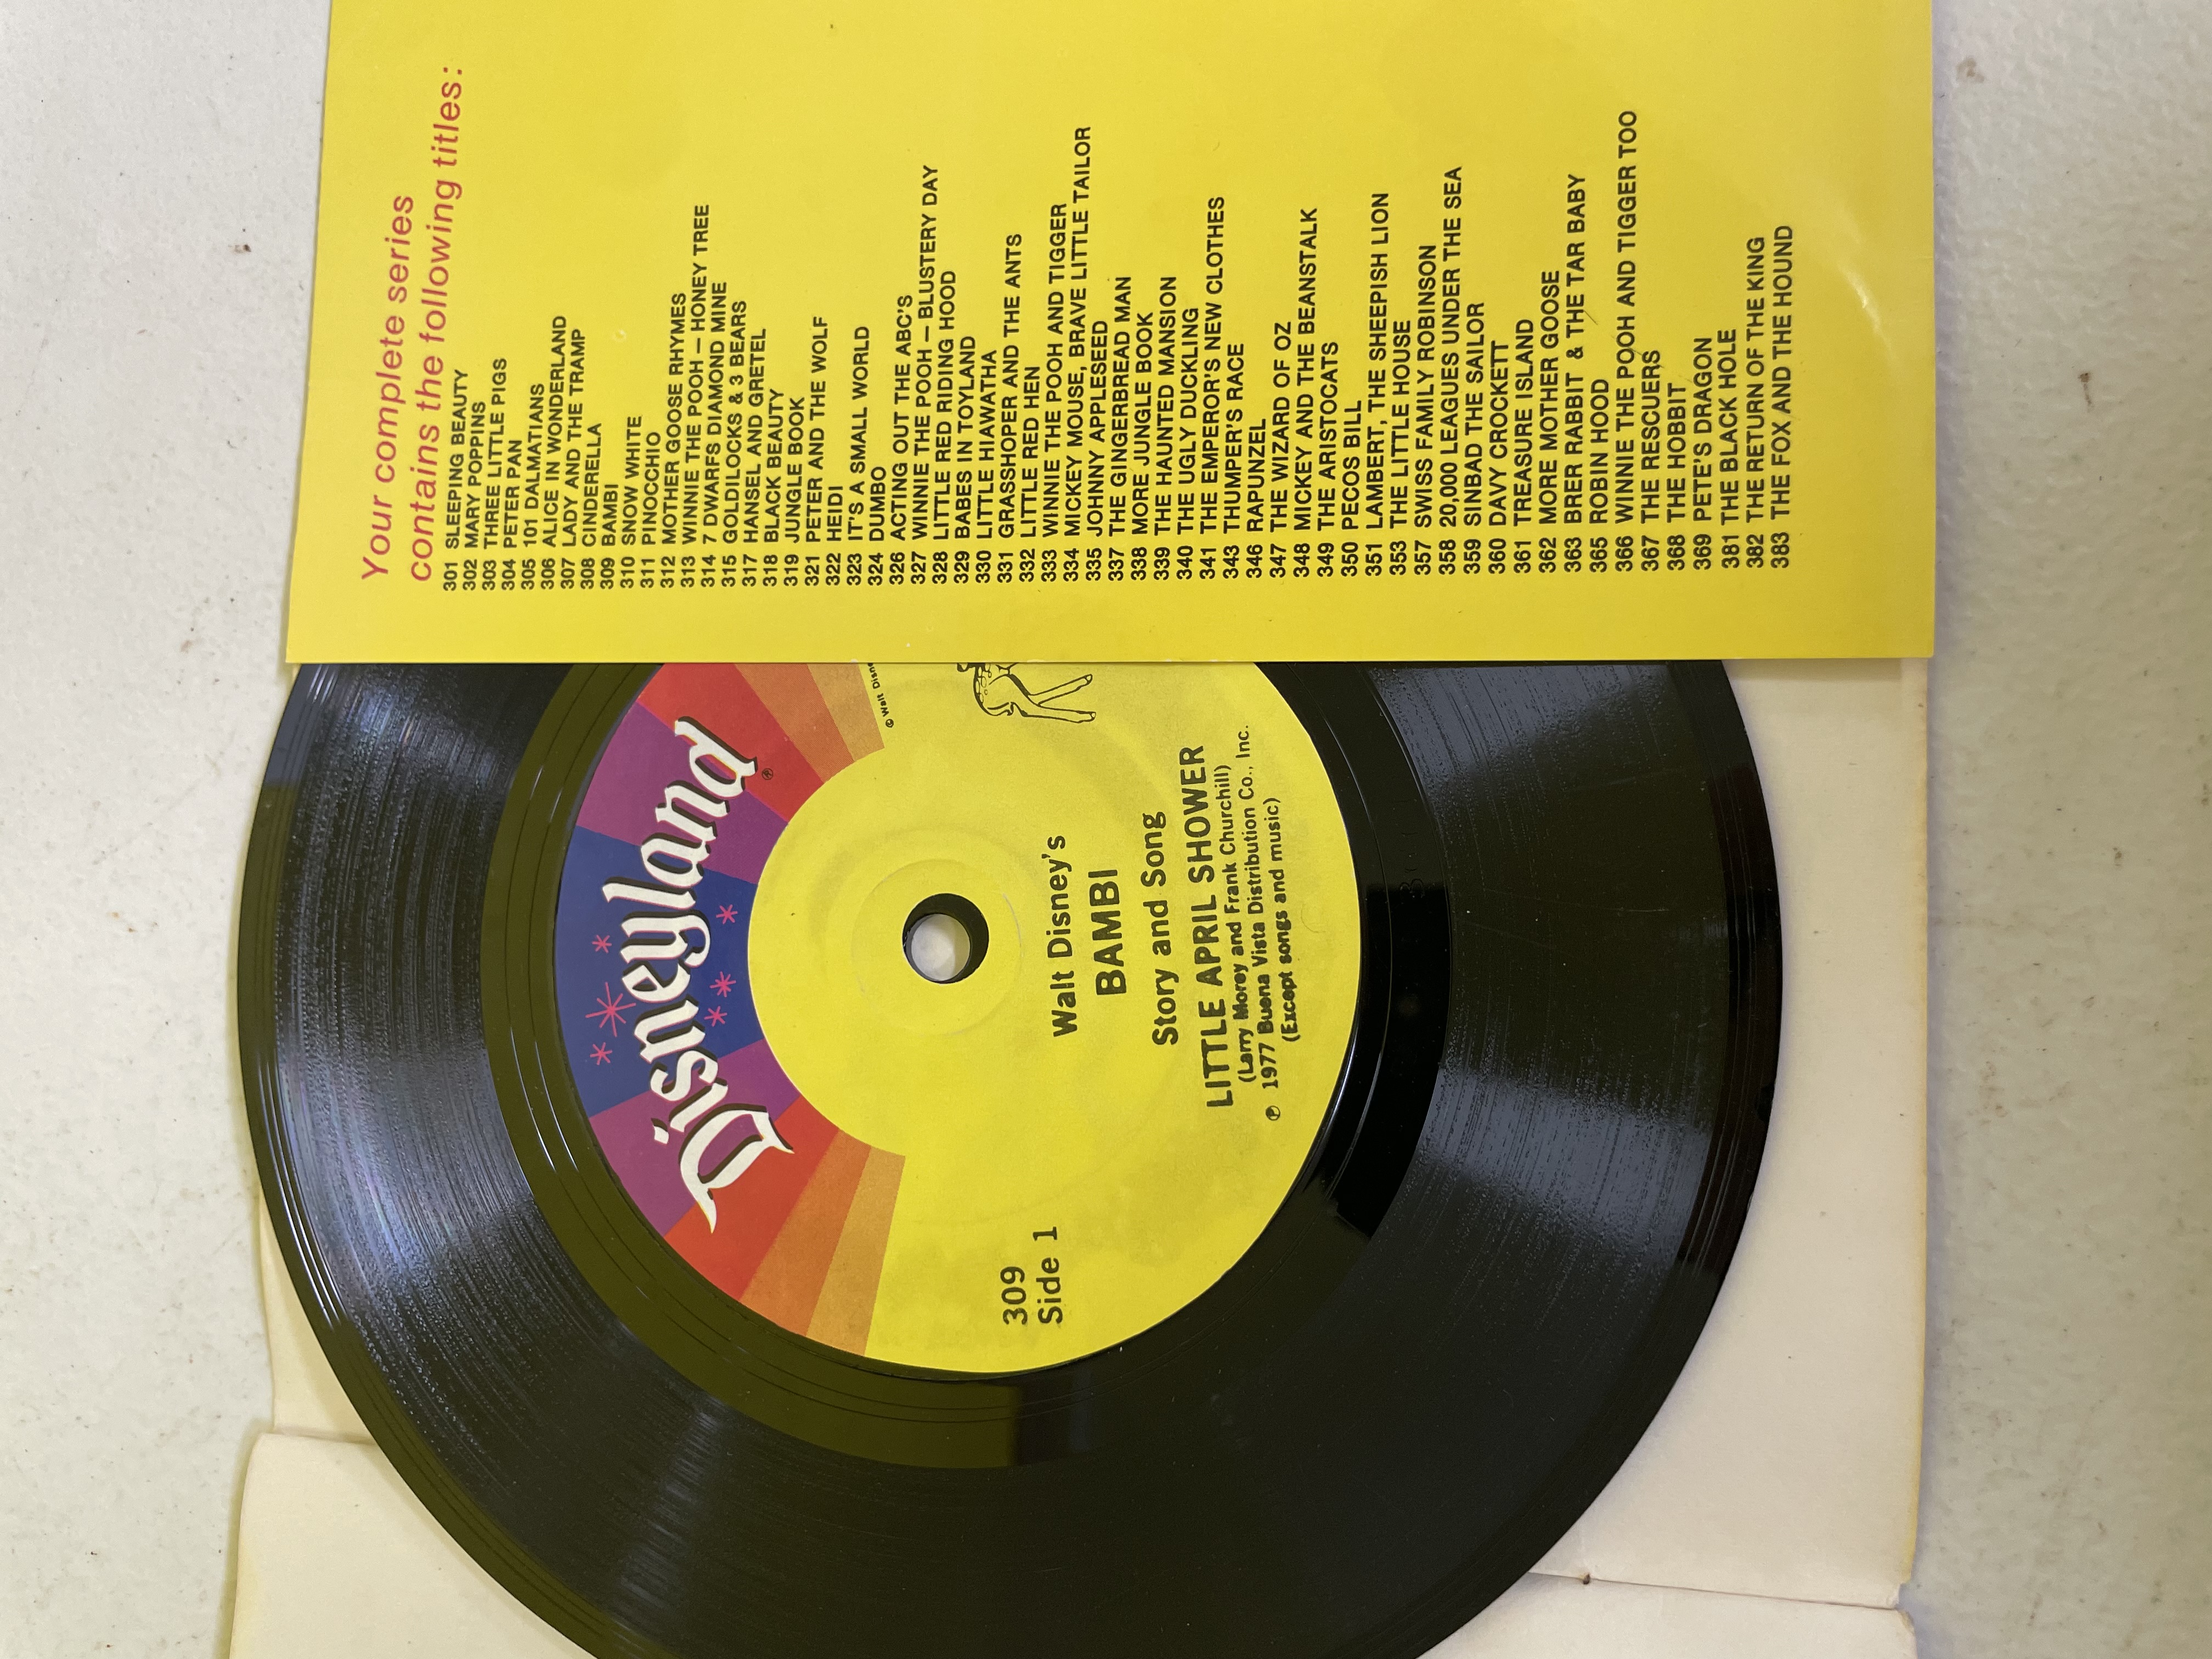 Your complete series
contains the following titles:
301 SLEEPING BEAUTY
302 MARY POPPINS
303 THREE LITTLE PIGS
304 PETER PAN
305 101 DALMATIANS
306 ALICE IN WONDERLAND
307 LADY AND THE TRAMP
308 CINDERELLA
309 BAMBI
310 SNOW WHITE
311 PINOCCHIO
312 MOTHER GOOSE RHYMES
313 WINNIE THE POOH — HONEY TREE
314 7 DWARFS DIAMOND MINE
315 GOLDILOCKS & 3 BEARS
317 HANSEL AND GRETEL
318 BLACK BEAUTY
319 JUNGLE BOOK
321 PETER AND THE WOLF
322 HEIDI
323 IT'S A SMALL WORLD
324 DUMBO
326 ACTING OUT THE ABC'S
327 WINNIE THE POOH — BLUSTERY DAY
328 LITTLE RED RIDING HOOD
329 BABES IN TOYLAND
330 LITTLE HIAWATHA
331 GRASSHOPER AND THE ANTS
332 LITTLE RED HEN
333 WINNIE THE POOH AND TIGGER
334 MICKEY MOUSE, BRAVE LITTLE TAILOR
335 JOHNNY APPLESEED
337 THE GINGERBREAD MAN
338 MORE JUNGLE BOOK
339 THE HAUNTED MANSION
340 THE UGLY DUCKLING
341 THE EMPEROR'S NEW CLOTHES
343 THUMPER'S RACE
346 RAPUNZEL
347 THE WIZARD OF OZ
348 MICKEY AND THE BEANSTALK
349 THE ARISTOCATS
350 PECOS BILL
351 LAMBERT, THE SHEEPISH LION
353 THE LITTLE HOUSE
357 SWISS FAMILY ROBINSON
358 20,000 LEAGUES UNDER THE SEA
359 SINBAD THE SAILOR
360 DAVY CROCKETT
361 TREASURE ISLAND
362 MORE MOTHER GOOSE
363 BRER RABBIT & THE TAR BABY
365 ROBIN HOOD
366 WINNIE THE POOH AND TIGGER TOO
367 THE RESCUERS
368 THE HOBBIT
369 PETE'S DRAGON
381 THE BLACK HOLE
382 THE RETURN OF THE KING
383 THE FOX AND THE HOUND
Disneyland ®
© Walt Disne
309
Side 1
Walt Disney's
BAMBI
Story and Song
LITTLE APRIL SHOWER
(Larry Morey and Frank Churchill)
℗ 1977 Buena Vista Distribution Co., Inc.
(Except songs and music)